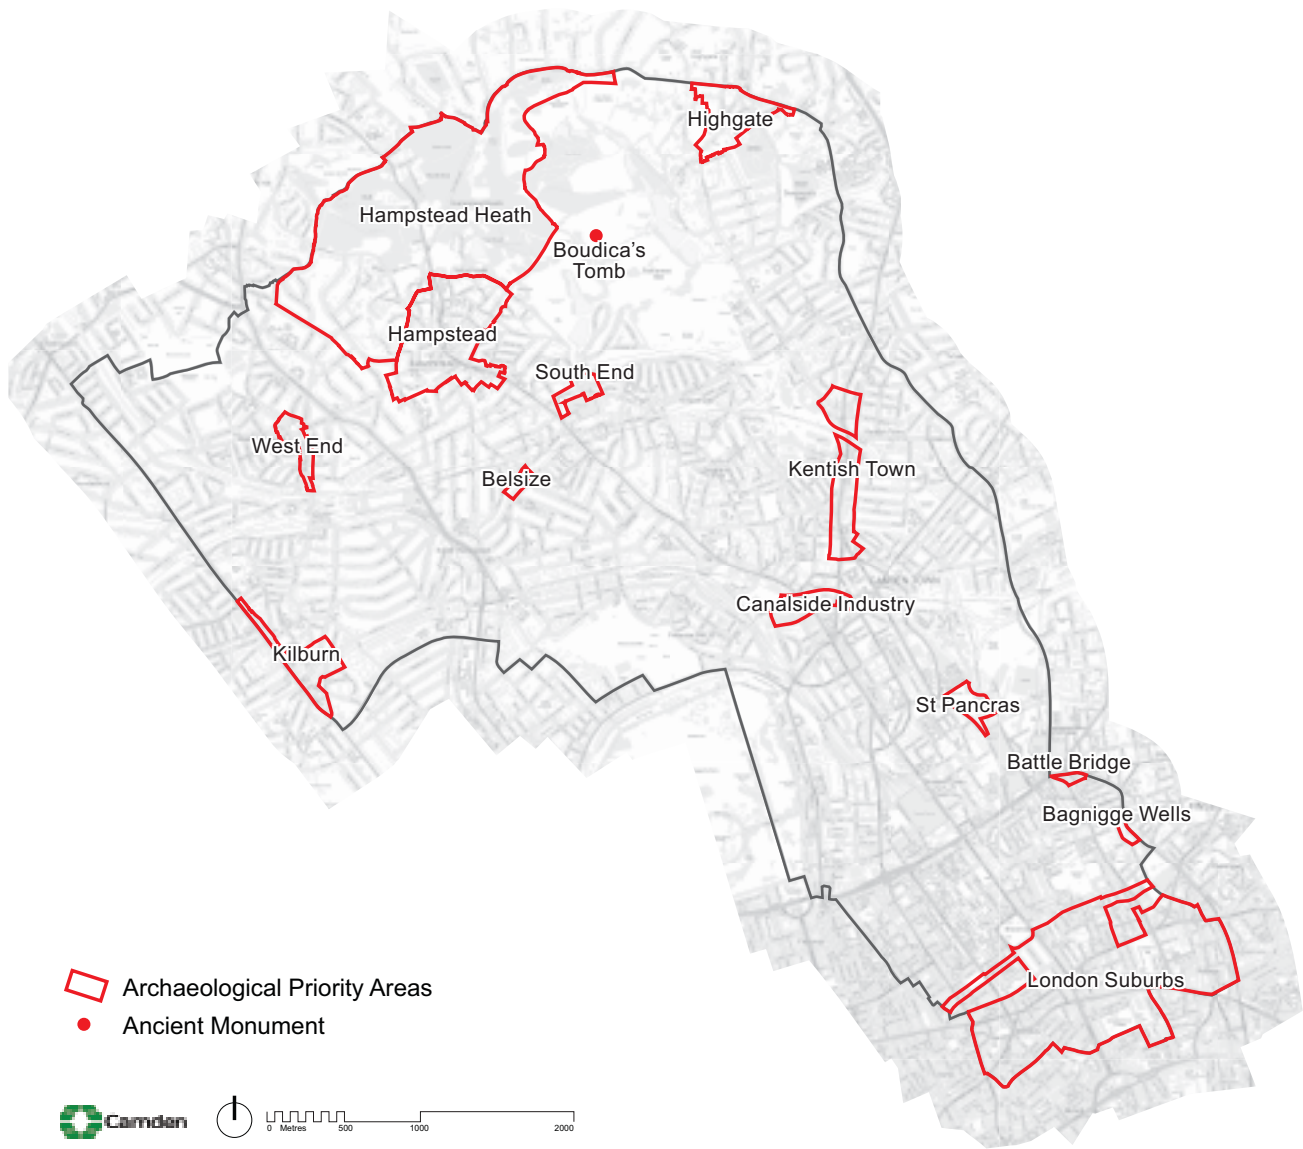 Highgate
Hampstead Heath
Boudica's
Tomb
Hampstead
South End
West End
Belsize
Kentish Town
Canalside Industry
Kilburn
St Pancras
Battle Bridge
Bagnigge Wells
London Suburbs
Archaeological Priority Areas
Ancient Monument
Camden
0 Metres 500 1000 2000